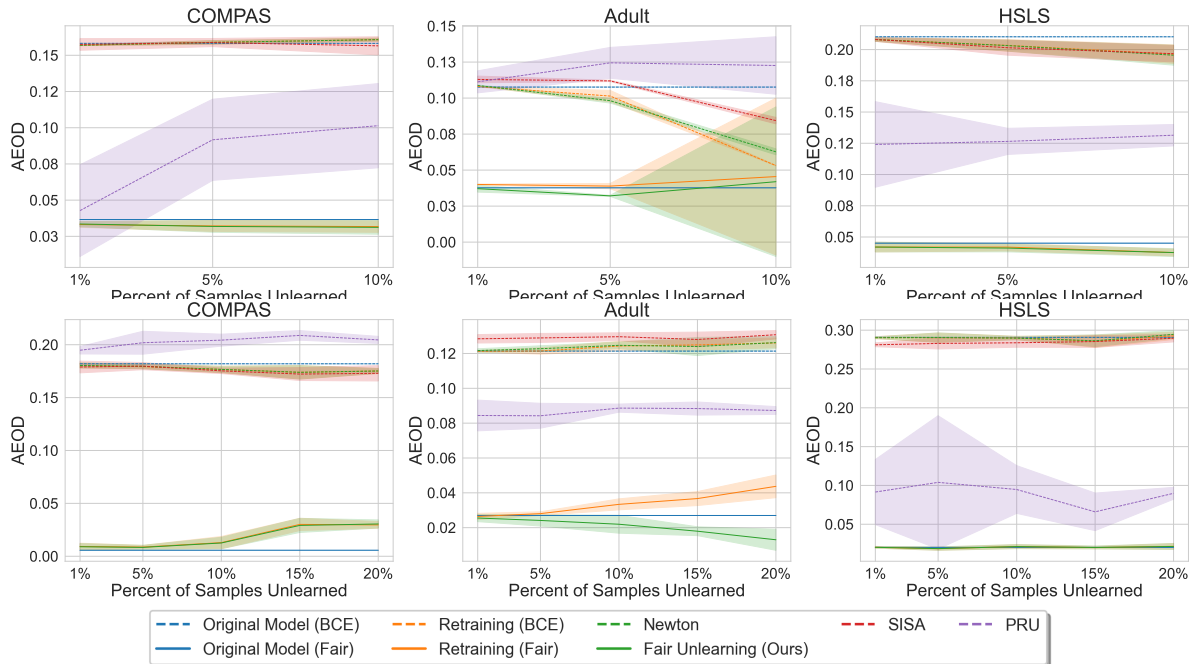 COMPAS
Adult
HSLS
AEOD
0.15
0.12
0.10
0.08
0.05
0.03
1%
5%
10%
Percent of Samples Unlearned
AEOD
0.15
0.13
0.10
0.08
0.05
0.03
0.00
1%
5%
10%
Percent of Samples Unlearned
AEOD
0.20
0.18
0.15
0.12
0.10
0.08
0.05
1%
5%
10%
Percent of Samples Unlearned
COMPAS
Adult
HSLS
AEOD
0.20
0.15
0.10
0.05
0.00
1%
5%
10%
15%
20%
Percent of Samples Unlearned
AEOD
0.12
0.10
0.08
0.06
0.04
0.02
1%
5%
10%
15%
20%
Percent of Samples Unlearned
AEOD
0.30
0.25
0.20
0.15
0.10
0.05
1%
5%
10%
15%
20%
Percent of Samples Unlearned
Original Model (BCE)
Retraining (BCE)
Newton
SISA
PRU
Original Model (Fair)
Retraining (Fair)
Fair Unlearning (Ours)